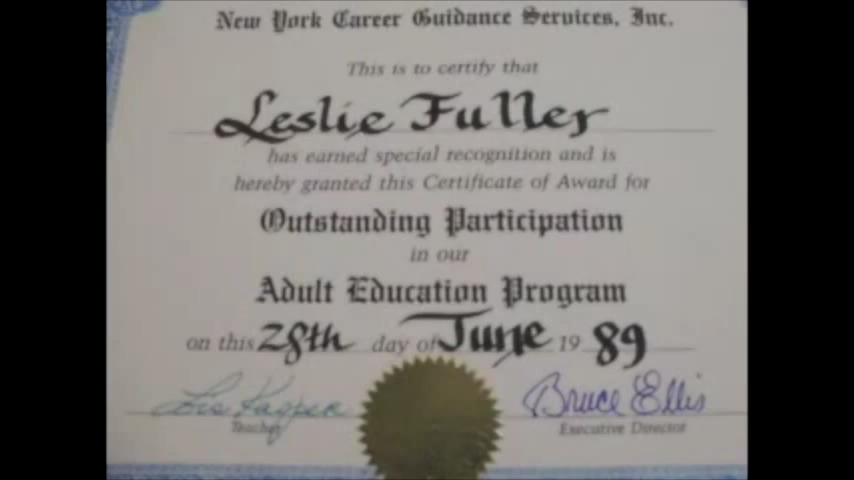 New York Career Guidance Services, Inc.
This is to certify that
Leslie Fuller
has earned special recognition and is
hereby granted this Certificate of Award for
Outstanding Participation
in our
Adult Education Program
on this 28th day of June 19 89
Lois Bruce Ellis
Teacher Executive Director